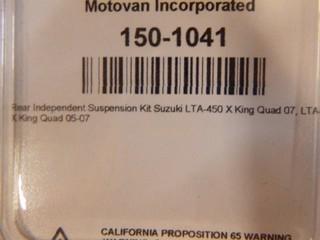 Motovan Incorporated
150-1041
Rear Independent Suspension Kit Suzuki LTA-450 X King Quad 07, LTA-
X King Quad 05-07
CALIFORNIA PROPOSITION 65 WARNING